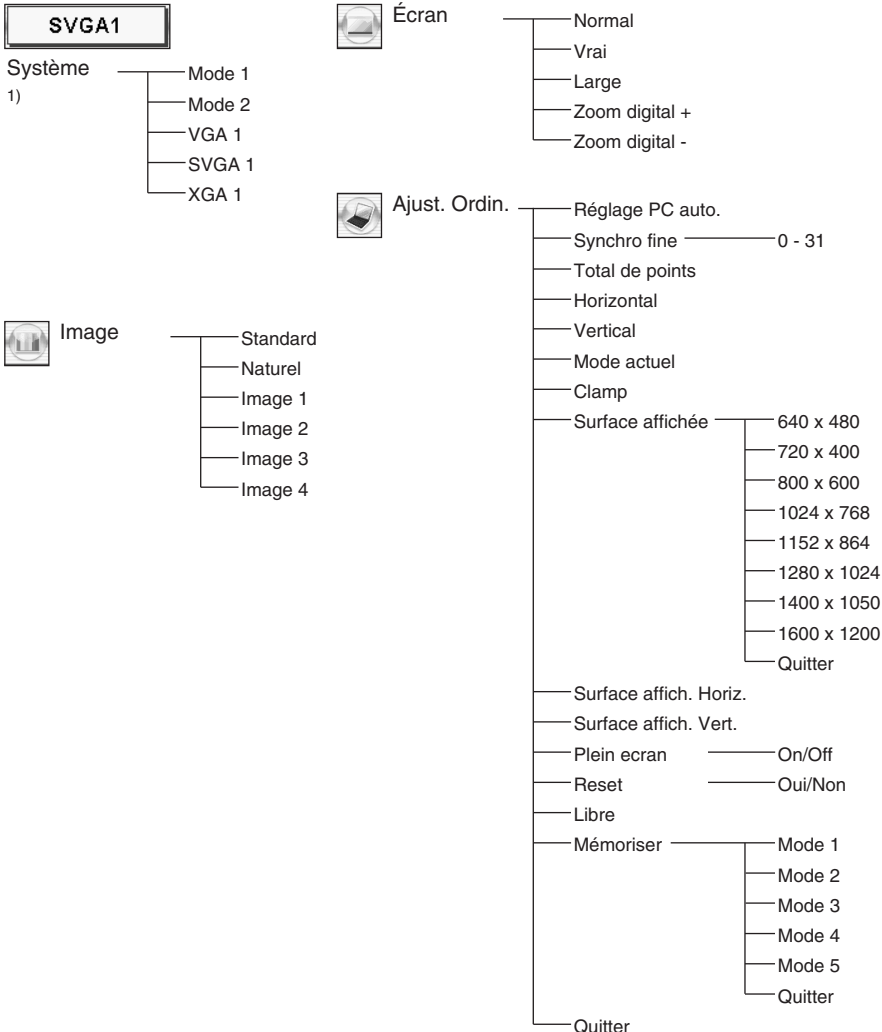 SVGA1
Système
1)
Mode 1
Mode 2
VGA 1
SVGA 1
XGA 1
Image
Standard
Naturel
Image 1
Image 2
Image 3
Image 4
Écran
Normal
Vrai
Large
Zoom digital +
Zoom digital -
Ajust. Ordin.
Réglage PC auto.
Synchro fine 0 - 31
Total de points
Horizontal
Vertical
Mode actuel
Clamp
Surface affichée 640 x 480
720 x 400
800 x 600
1024 x 768
1152 x 864
1280 x 1024
1400 x 1050
1600 x 1200
Quitter
Surface affich. Horiz.
Surface affich. Vert.
Plein ecran On/Off
Reset Oui/Non
Libre
Mémoriser Mode 1
Mode 2
Mode 3
Mode 4
Mode 5
Quitter
Quitter